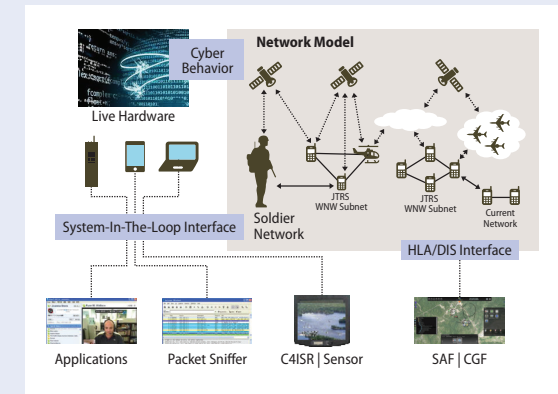 Cyber
Behavior
Network Model
Live Hardware
JTRS
WNW Subnet
JTRS
WNW Subnet
Current
Network
Soldier
Network
System-In-The-Loop Interface
HLA/DIS Interface
Applications
Packet Sniffer
C4ISR | Sensor
SAF | CGF